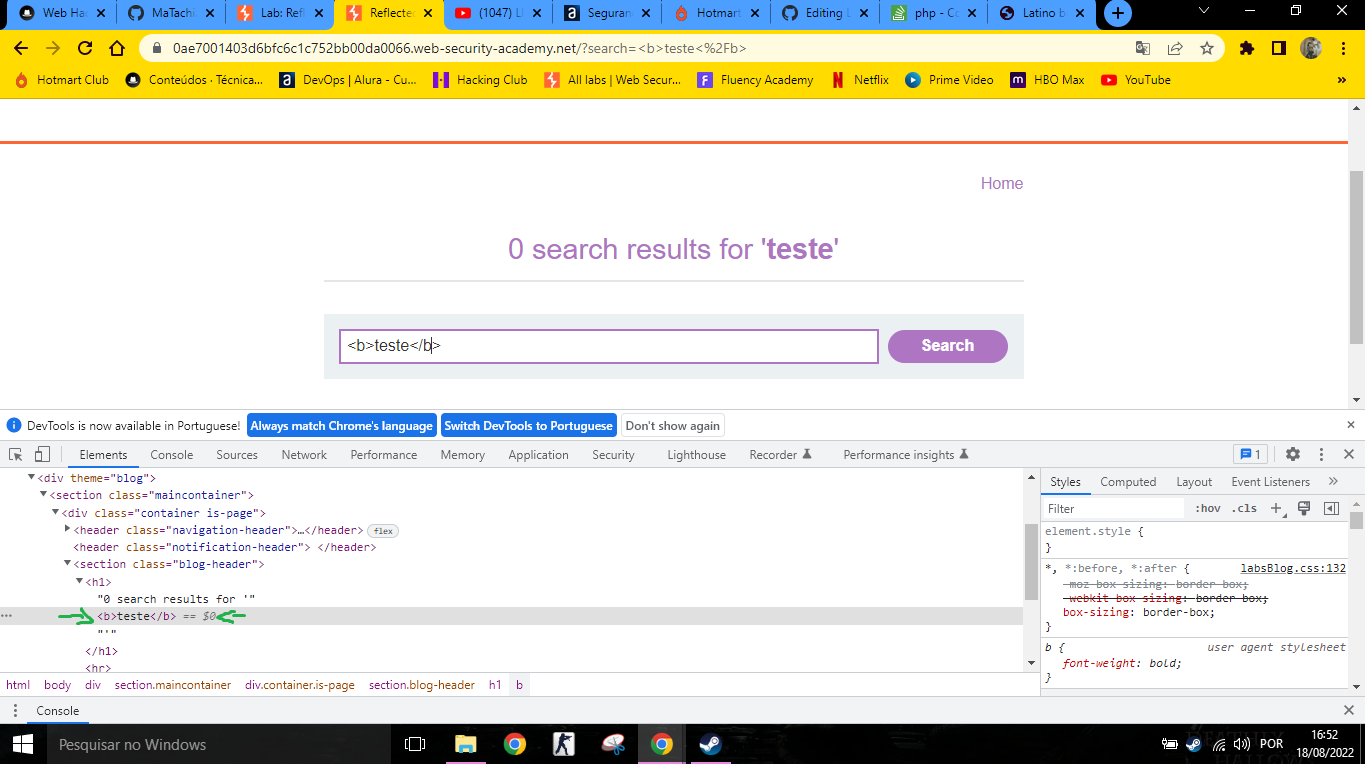 Web Ha
MaTachi
Lab: Refl
Reflected
(1047) LI
Seguran
Hotmart
Editing L
php - Co
Latino b
0ae7001403d6bfc6c1c752bb00da0066.web-security-academy.net/?search=<b>teste<%2Fb>
Hotmart Club
Conteúdos · Técnica...
DevOps | Alura - Cu...
Hacking Club
All labs | Web Secur...
Fluency Academy
Netflix
Prime Video
HBO Max
YouTube
»
Home
0 search results for 'teste'
<b>teste</b>
Search
DevTools is now available in Portuguese!
Always match Chrome's language
Switch DevTools to Portuguese
Don't show again
Elements
Console
Sources
Network
Performance
Memory
Application
Security
Lighthouse
Recorder
Performance insights
1
<div theme="blog">
<section class="maincontainer">
<div class="container is-page">
<header class="navigation-header">…</header> flex
<header class="notification-header"> </header>
<section class="blog-header">
<h1>
"0 search results for '"
<b>teste</b> == $0
"'"
</h1>
<hr>
Styles
Computed
Layout
Event Listeners
»
Filter
:hov .cls
element.style {
}
*, *:before, *:after { labsBlog.css:132
-moz-box-sizing: border-box;
-webkit-box-sizing: border-box;
box-sizing: border-box;
}
b { user agent stylesheet
font-weight: bold;
}
html body div section.maincontainer div.container.is-page section.blog-header h1 b
Console
Pesquisar no Windows
POR
16:52
18/08/2022